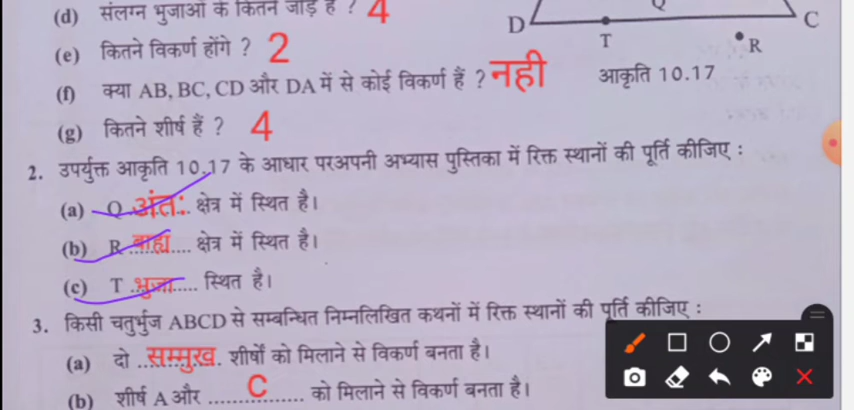 (d) संलग्न भुजाओं के कितने जोड़े हैं ? 4
(e) कितने विकर्ण होंगे ? 2
(f) क्या AB, BC, CD और DA में से कोई विकर्ण हैं ? नही
(g) कितने शीर्ष हैं ? 4
Q
D
C
T
R
आकृति 10.17
2. उपर्युक्त आकृति 10.17 के आधार परअपनी अभ्यास पुस्तिका में रिक्त स्थानों की पूर्ति कीजिए :
(a) Q अंतः क्षेत्र में स्थित है।
(b) R बाह्य ..... क्षेत्र में स्थित है।
(c) T .भुजा..... स्थित है।
3. किसी चतुर्भुज ABCD से सम्बन्धित निम्नलिखित कथनों में रिक्त स्थानों की पूर्ति कीजिए :
(a) दो ..सम्मुख. शीर्षों को मिलाने से विकर्ण बनता है।
(b) शीर्ष A और ......C...... को मिलाने से विकर्ण बनता है।